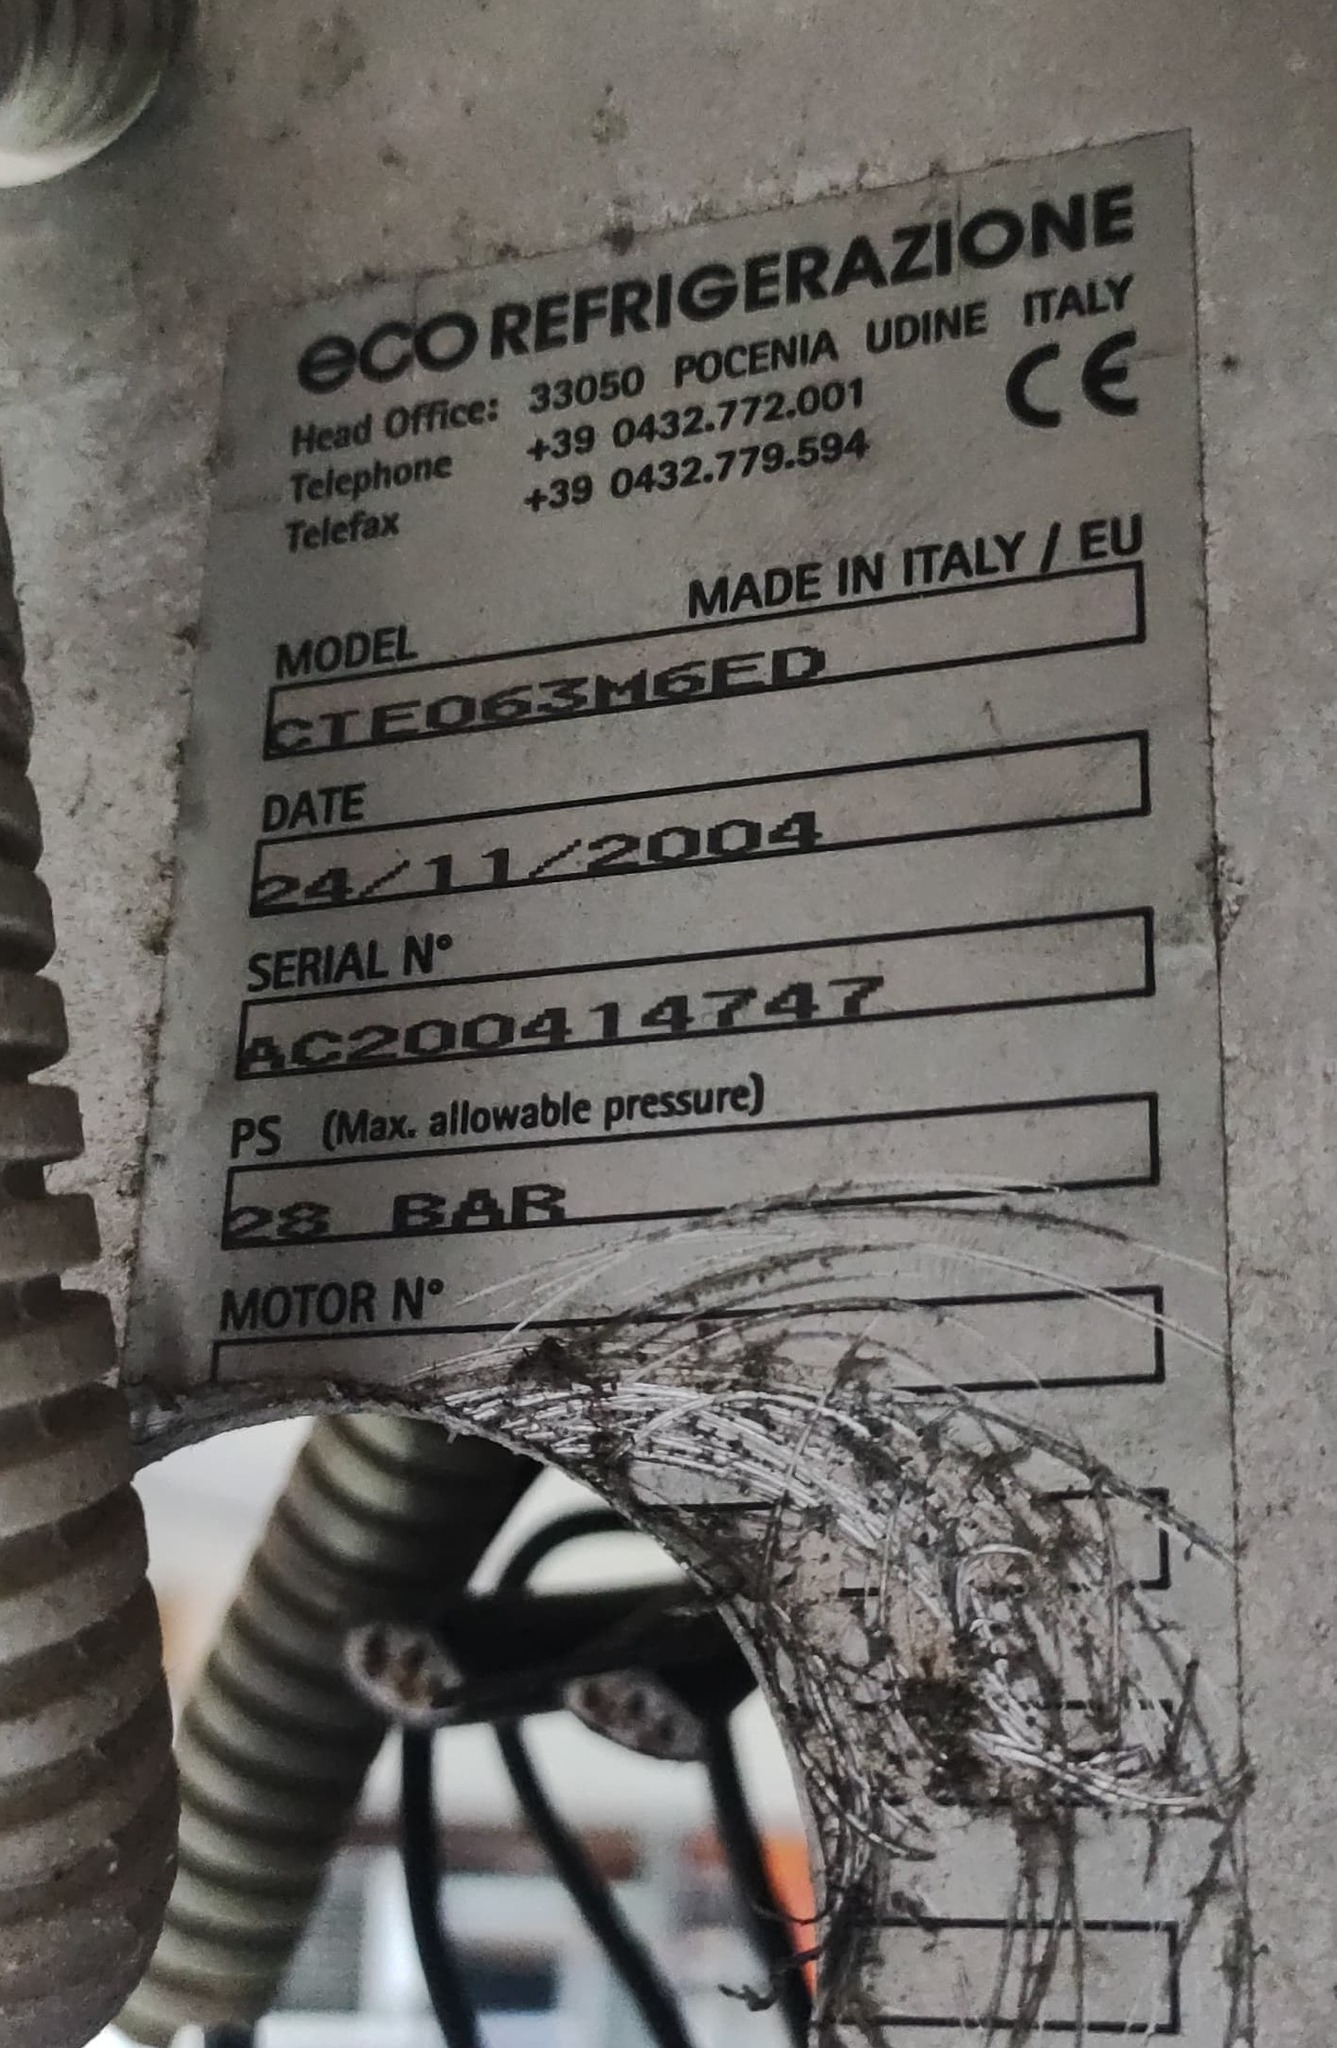 eco REFRIGERAZIONE
Head Office: 33050 POCENIA UDINE ITALY
Telephone +39 0432.772.001
Telefax +39 0432.779.594
CE
MADE IN ITALY / EU
MODEL
CTE063M6ED
DATE
24/11/2004
SERIAL N°
AC200414747
PS (Max. allowable pressure)
28 BAR
MOTOR N°